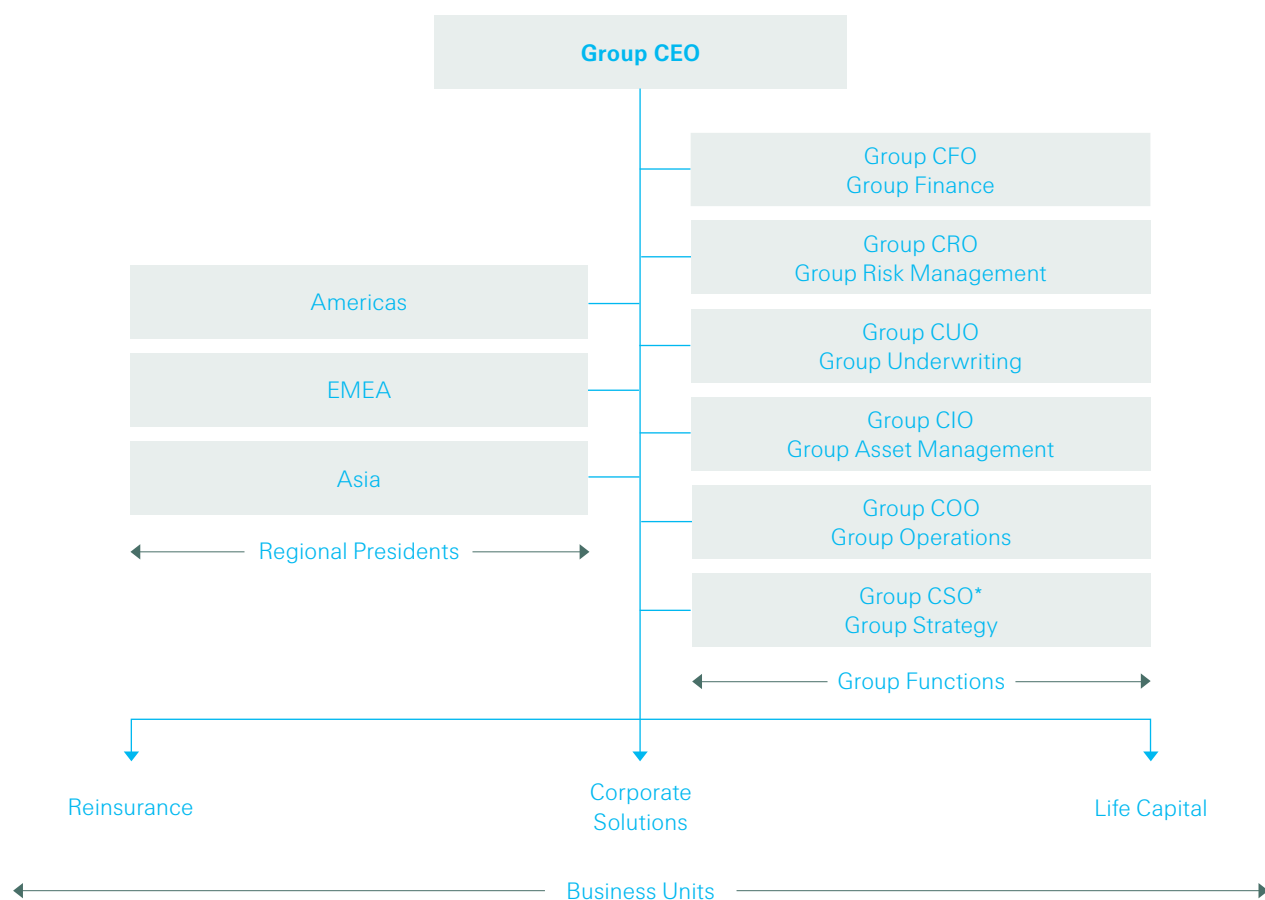 Group CEO
Group CFO
Group Finance
Group CRO
Group Risk Management
Group CUO
Group Underwriting
Group CIO
Group Asset Management
Group COO
Group Operations
Group CSO*
Group Strategy
Group Functions
Americas
EMEA
Asia
Regional Presidents
Reinsurance
Corporate
Solutions
Life Capital
Business Units